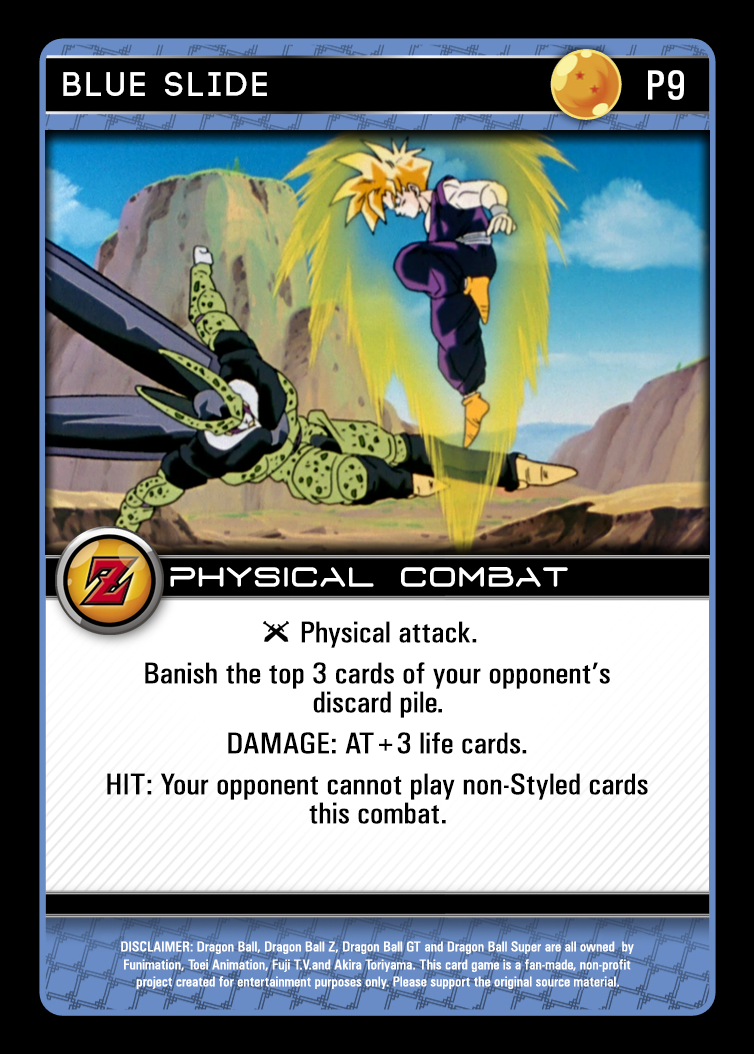 BLUE SLIDE
P9
Z
PHYSICAL COMBAT
Physical attack.
Banish the top 3 cards of your opponent's
discard pile.
DAMAGE: AT+3 life cards.
HIT: Your opponent cannot play non-Styled cards
this combat.
DISCLAIMER: Dragon Ball, Dragon Ball Z, Dragon Ball GT and Dragon Ball Super are all owned by
Funimation, Toei Animation, Fuji T.V.and Akira Toriyama. This card game is a fan-made, non-profit
project created for entertainment purposes only. Please support the original source material.